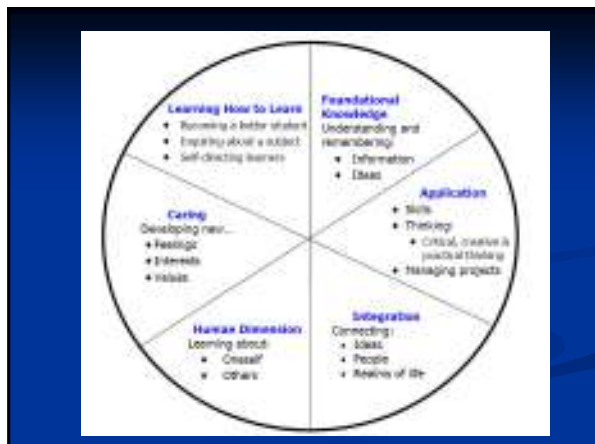 Learning How to Learn
Becoming a better student
Inquiring about a subject
Self-directing learners
Foundational
Knowledge
Understanding and
remembering:
Information
Ideas
Application
Skills
Thinking:
Critical, creative &
practical thinking
Managing projects
Integration
Connecting:
Ideas
People
Realms of life
Human Dimension
Learning about:
Oneself
Others
Caring
Developing new...
Feelings
Interests
Values